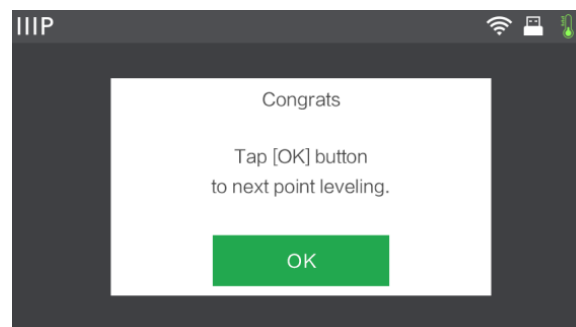 IIIP
Congrats
Tap [OK] button
to next point leveling.
OK